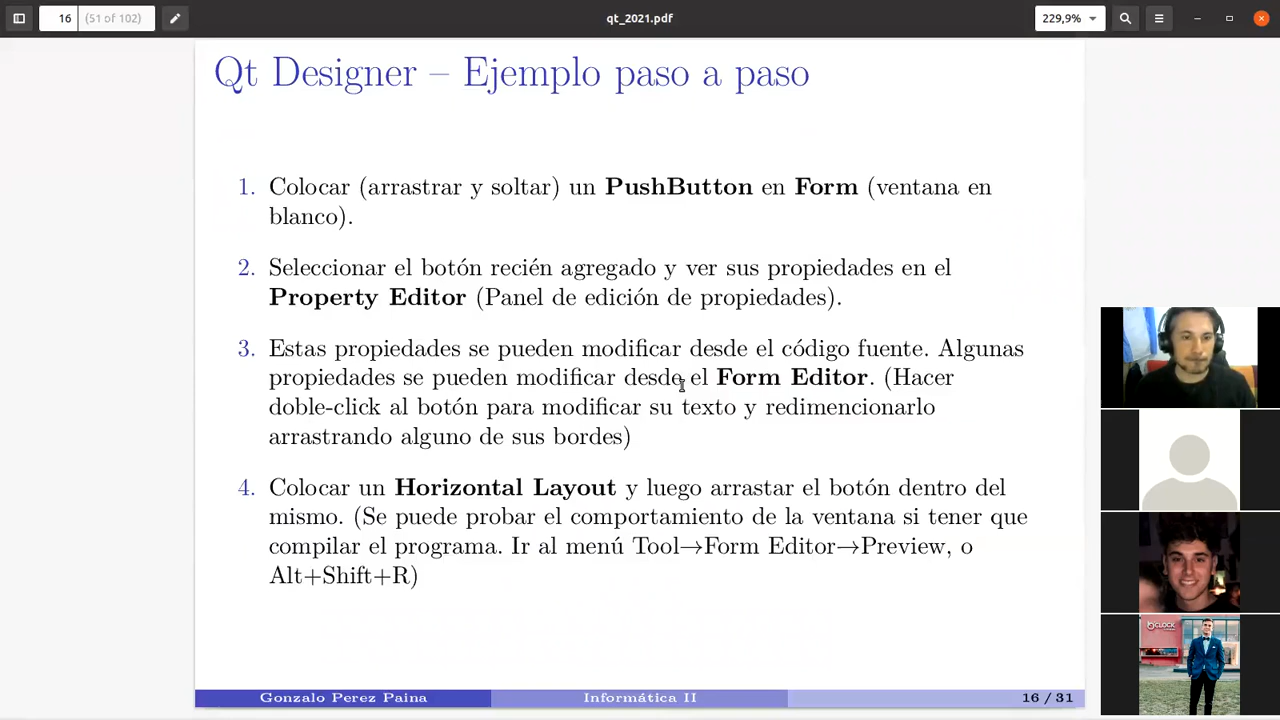 16 (51 of 102)
qt_2021.pdf
229,9%
Qt Designer – Ejemplo paso a paso
1. Colocar (arrastrar y soltar) un PushButton en Form (ventana en
blanco).
2. Seleccionar el botón recién agregado y ver sus propiedades en el
Property Editor (Panel de edición de propiedades).
3. Estas propiedades se pueden modificar desde el código fuente. Algunas
propiedades se pueden modificar desde el Form Editor. (Hacer
doble-click al botón para modificar su texto y redimencionarlo
arrastrando alguno de sus bordes)
4. Colocar un Horizontal Layout y luego arrastar el botón dentro del
mismo. (Se puede probar el comportamiento de la ventana si tener que
compilar el programa. Ir al menú Tool→Form Editor→Preview, o
Alt+Shift+R)
CLOCK
Gonzalo Perez Paina
Informática II
16 / 31